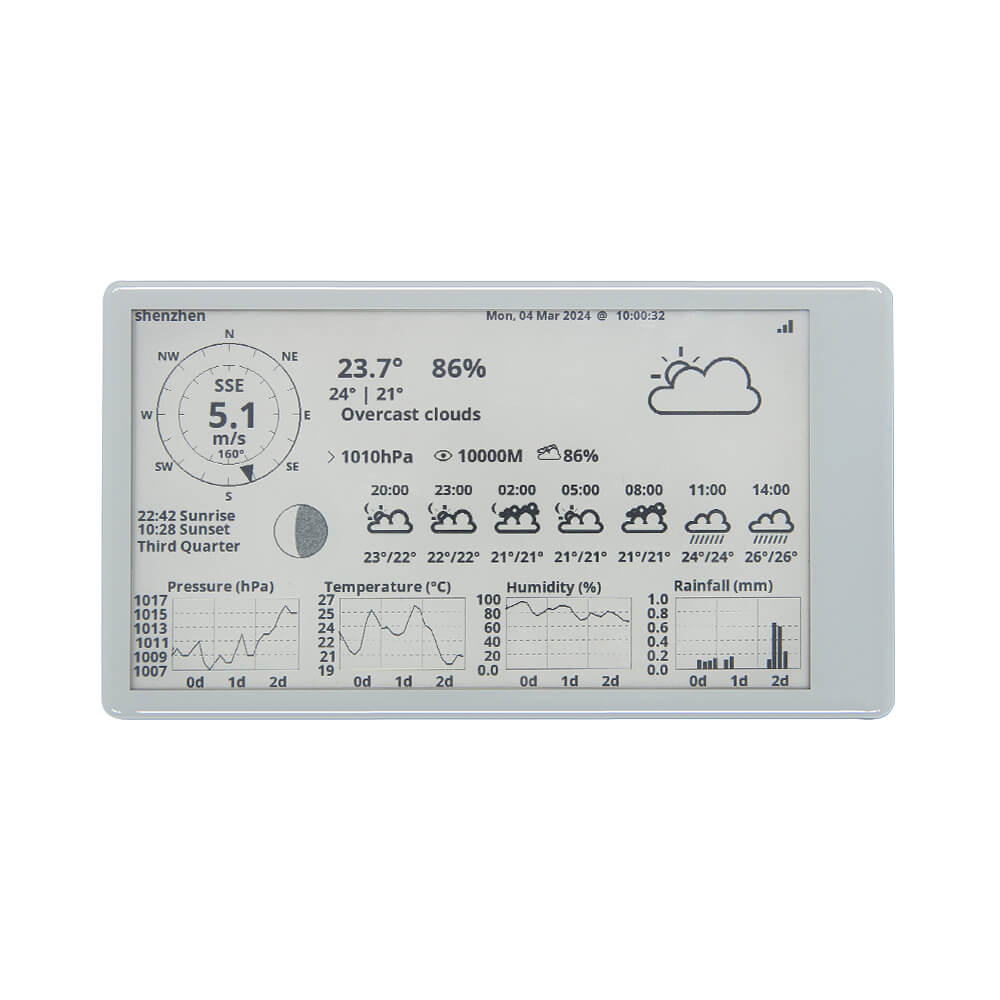 shenzhen
Mon, 04 Mar 2024 @ 10:00:32
N
NW NE
SSE
W 5.1 E
m/s
160°
SW SE
S
23.7° 86%
24° | 21°
Overcast clouds
1010hPa 10000M 86%
20:00 23:00 02:00 05:00 08:00 11:00 14:00
23°/22° 22°/22° 21°/21° 21°/21° 21°/21° 24°/24° 26°/26°
22:42 Sunrise
10:28 Sunset
Third Quarter
Pressure (hPa)
1017
1015
1013
1011
1009
1007
0d 1d 2d
Temperature (°C)
27
25
24
22
21
19
0d 1d 2d
Humidity (%)
100
80
60
40
20
0.0
0d 1d 2d
Rainfall (mm)
1.0
0.8
0.6
0.4
0.2
0.0
0d 1d 2d